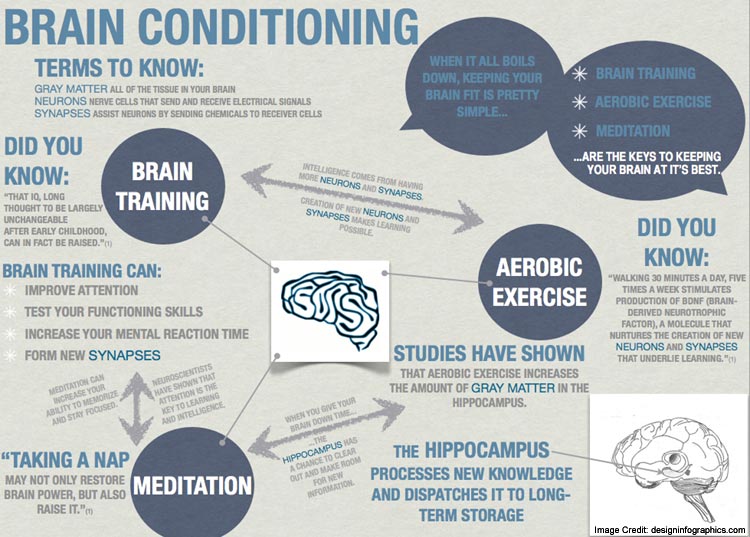 BRAIN CONDITIONING
TERMS TO KNOW:
GRAY MATTER ALL OF THE TISSUE IN YOUR BRAIN
NEURONS NERVE CELLS THAT SEND AND RECEIVE ELECTRICAL SIGNALS
SYNAPSES ASSIST NEURONS BY SENDING CHEMICALS TO RECEIVER CELLS
WHEN IT ALL BOILS
DOWN, KEEPING YOUR
BRAIN FIT IS PRETTY
SIMPLE...
BRAIN TRAINING
AEROBIC EXERCISE
MEDITATION
...ARE THE KEYS TO KEEPING
YOUR BRAIN AT IT'S BEST.
DID YOU
KNOW:
"THAT IQ, LONG
THOUGHT TO BE LARGELY
UNCHANGEABLE
AFTER EARLY CHILDHOOD,
CAN IN FACT BE RAISED."(1)
BRAIN
TRAINING
INTELLIGENCE COMES FROM HAVING
MORE NEURONS AND SYNAPSES.
CREATION OF NEW NEURONS AND
SYNAPSES MAKES LEARNING
POSSIBLE.
AEROBIC
EXERCISE
DID YOU
KNOW:
"WALKING 30 MINUTES A DAY, FIVE
TIMES A WEEK STIMULATES
PRODUCTION OF BDNF (BRAIN-
DERIVED NEUROTROPHIC
FACTOR), A MOLECULE THAT
NURTURES THE CREATION OF NEW
NEURONS AND SYNAPSES
THAT UNDERLIE LEARNING."(1)
BRAIN TRAINING CAN:
IMPROVE ATTENTION
TEST YOUR FUNCTIONING SKILLS
INCREASE YOUR MENTAL REACTION TIME
FORM NEW SYNAPSES
STUDIES HAVE SHOWN
THAT AEROBIC EXERCISE INCREASES
THE AMOUNT OF GRAY MATTER IN THE
HIPPOCAMPUS.
MEDITATION CAN
INCREASE YOUR
ABILITY TO MEMORIZE
AND STAY FOCUSED.
NEUROSCIENTISTS
HAVE SHOWN THAT
ATTENTION IS THE
KEY TO LEARNING
AND INTELLIGENCE.
WHEN YOU GIVE YOUR
BRAIN DOWN TIME...
...THE
HIPPOCAMPUS HAS
A CHANCE TO CLEAR
OUT AND MAKE ROOM
FOR NEW
INFORMATION.
"TAKING A NAP
MAY NOT ONLY RESTORE
BRAIN POWER, BUT ALSO
RAISE IT."(1)
MEDITATION
THE HIPPOCAMPUS
PROCESSES NEW KNOWLEDGE
AND DISPATCHES IT TO LONG-
TERM STORAGE
Image Credit: designinfographics.com